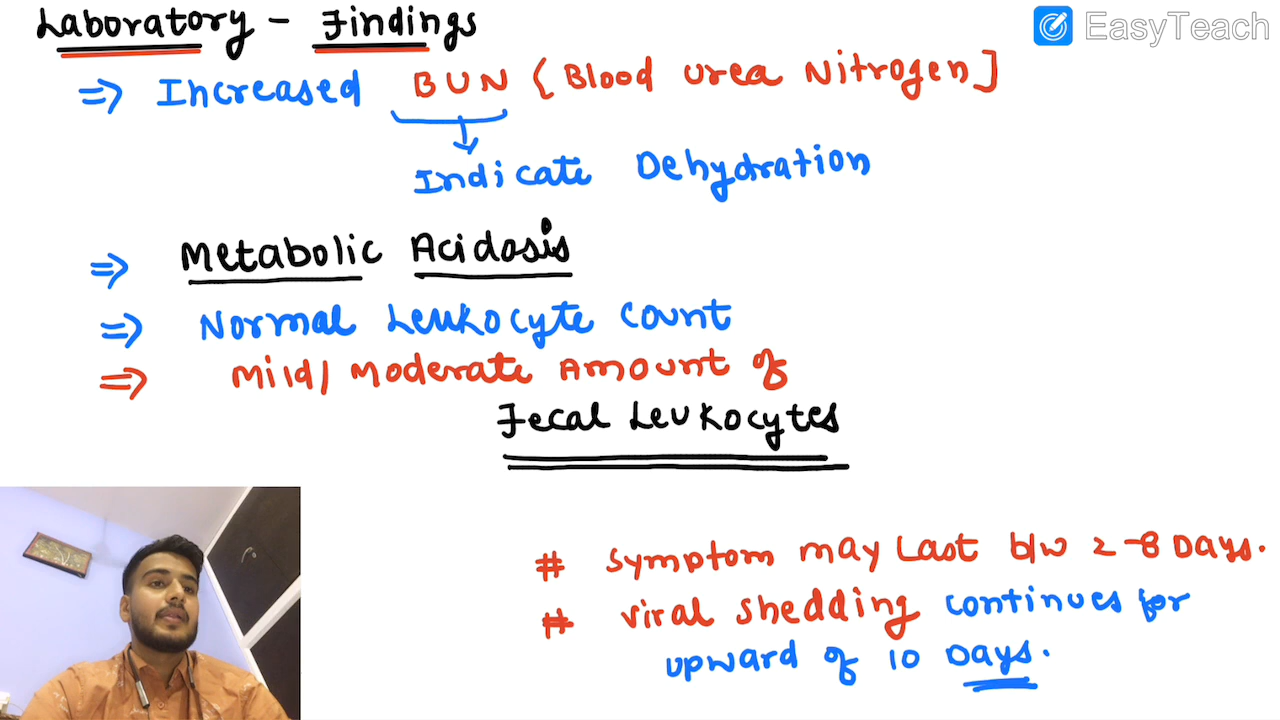 EasyTeach
Laboratory - Findings
⇒ Increased BUN { Blood urea Nitrogen ]
Indicate Dehydration
⇒ Metabolic Acidosis
⇒ Normal Leukocyte count
⇒ Mild/ Moderate Amount of
Fecal Leukocytes
# Symptom may Last b/w 2-8 Days.
# Viral Shedding continues for
upward of 10 Days.